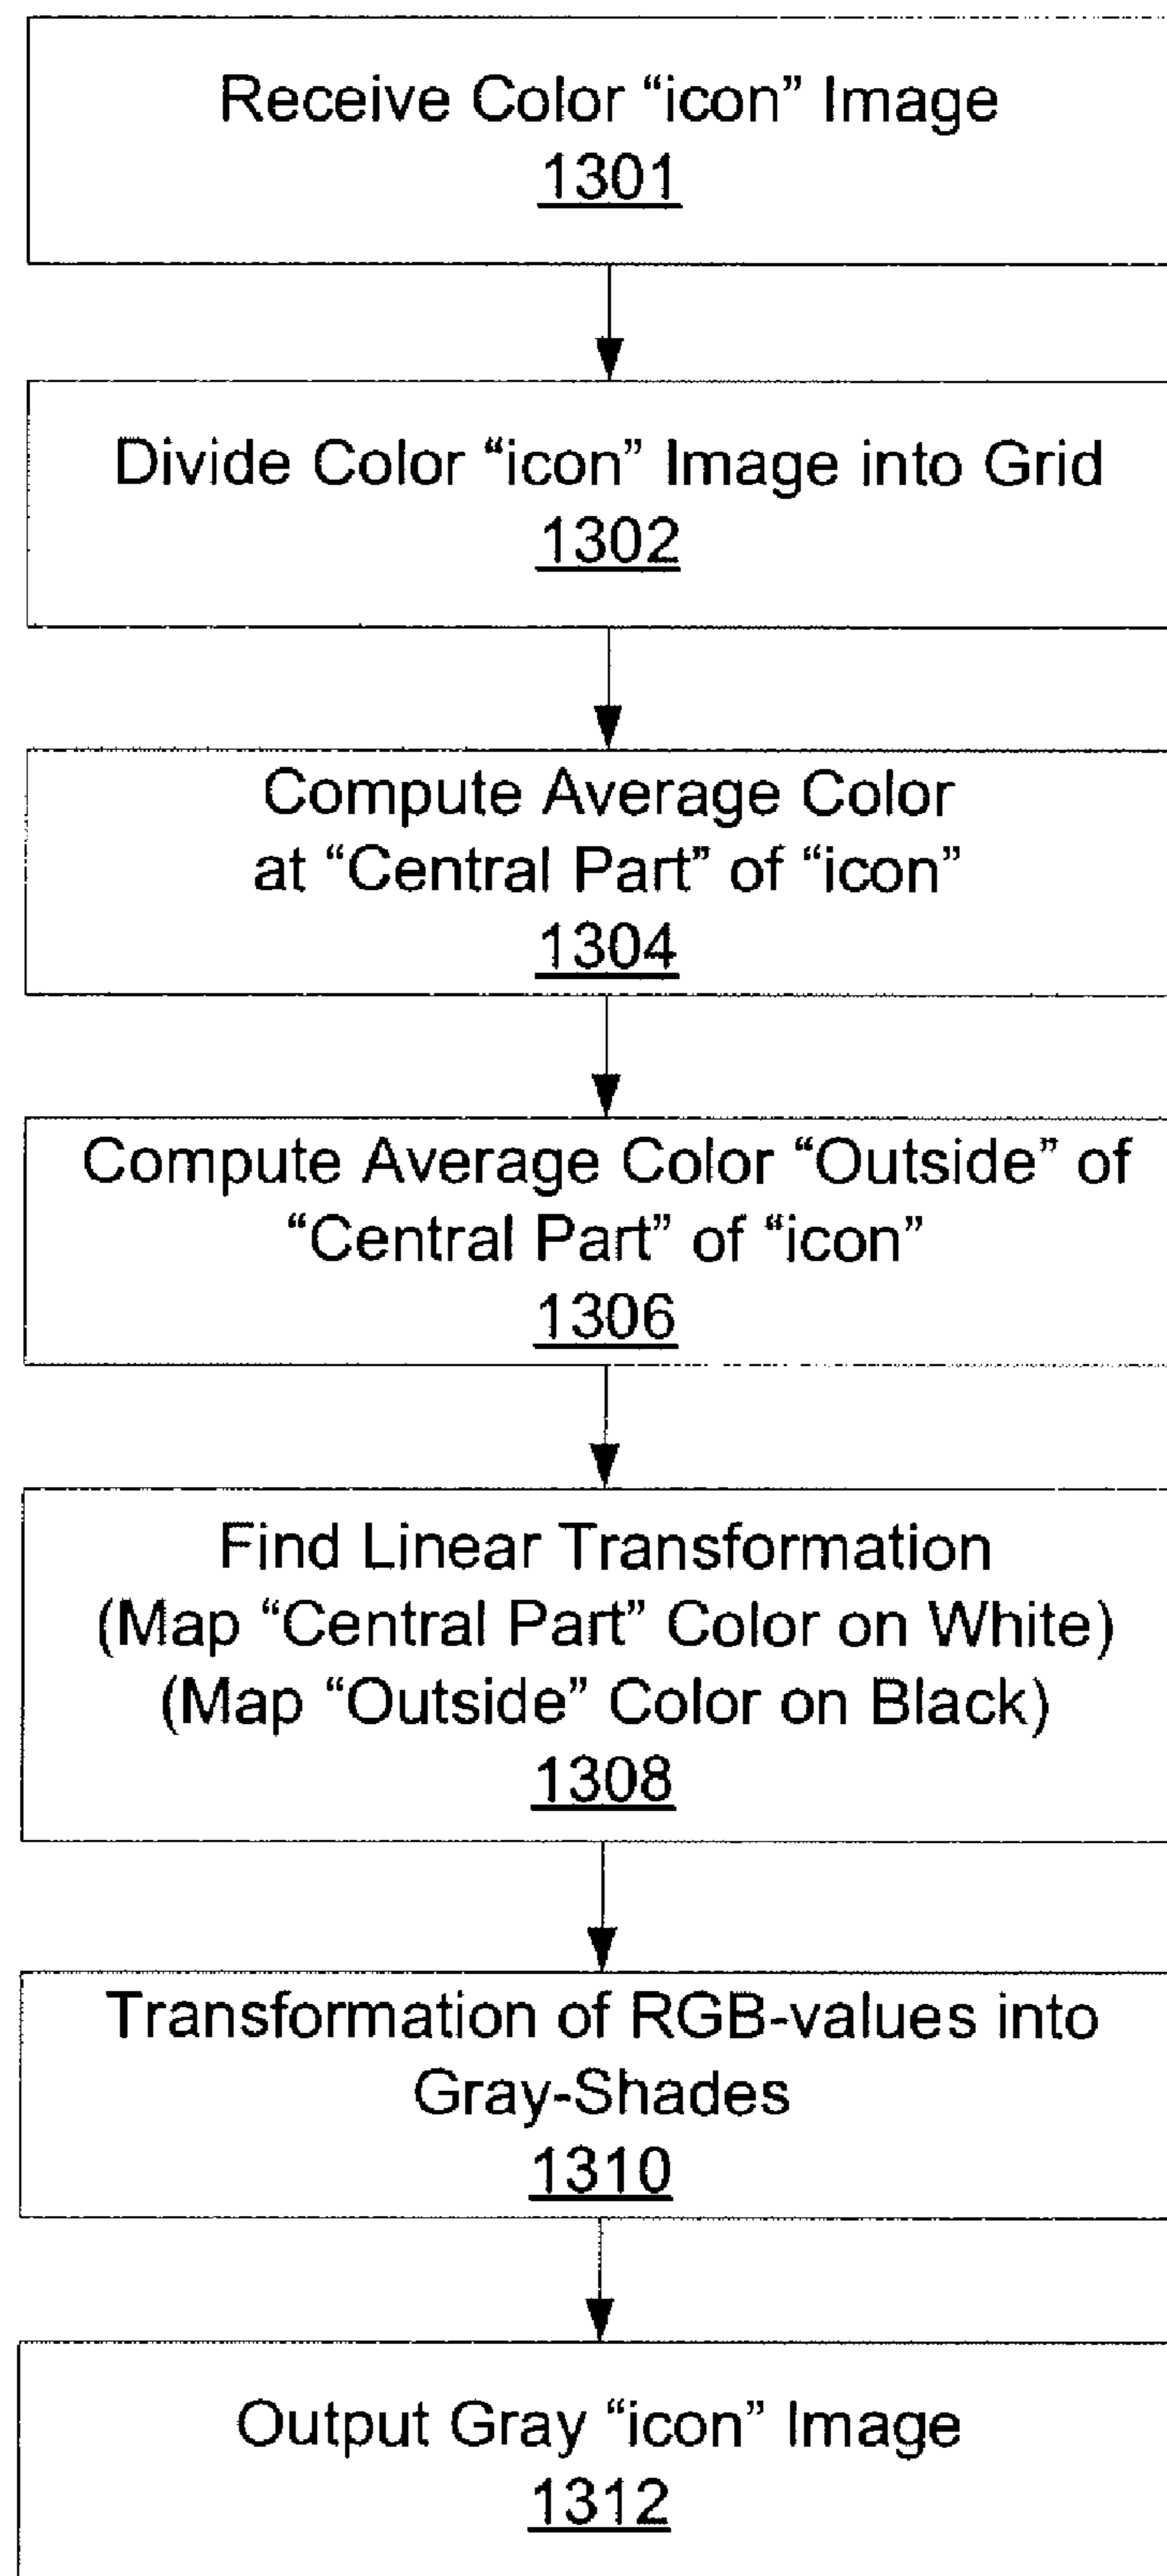 Receive Color “icon” Image
1301
Divide Color “icon” Image into Grid
1302
Compute Average Color
at “Central Part” of “icon”
1304
Compute Average Color “Outside” of
“Central Part” of “icon”
1306
Find Linear Transformation
(Map “Central Part” Color on White)
(Map “Outside” Color on Black)
1308
Transformation of RGB-values into
Gray-Shades
1310
Output Gray “icon” Image
1312